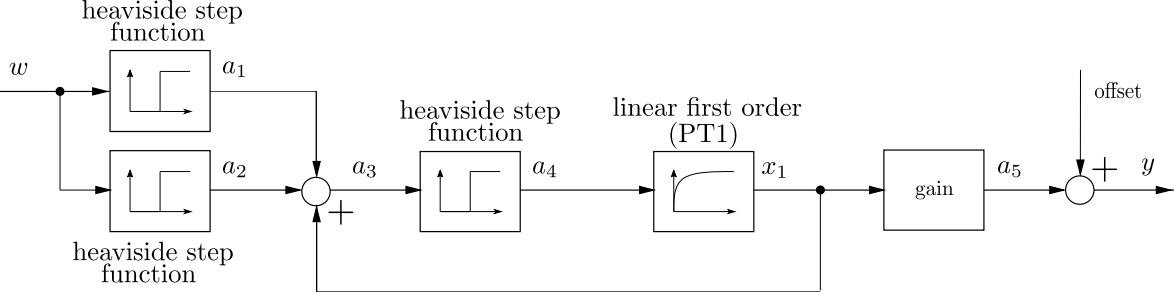 heaviside step
function
w
a₁
heaviside step
function
linear first order
(PT1)
offset
a₂
a₃
+
a₄
x₁
gain
a₅
+
y
heaviside step
function